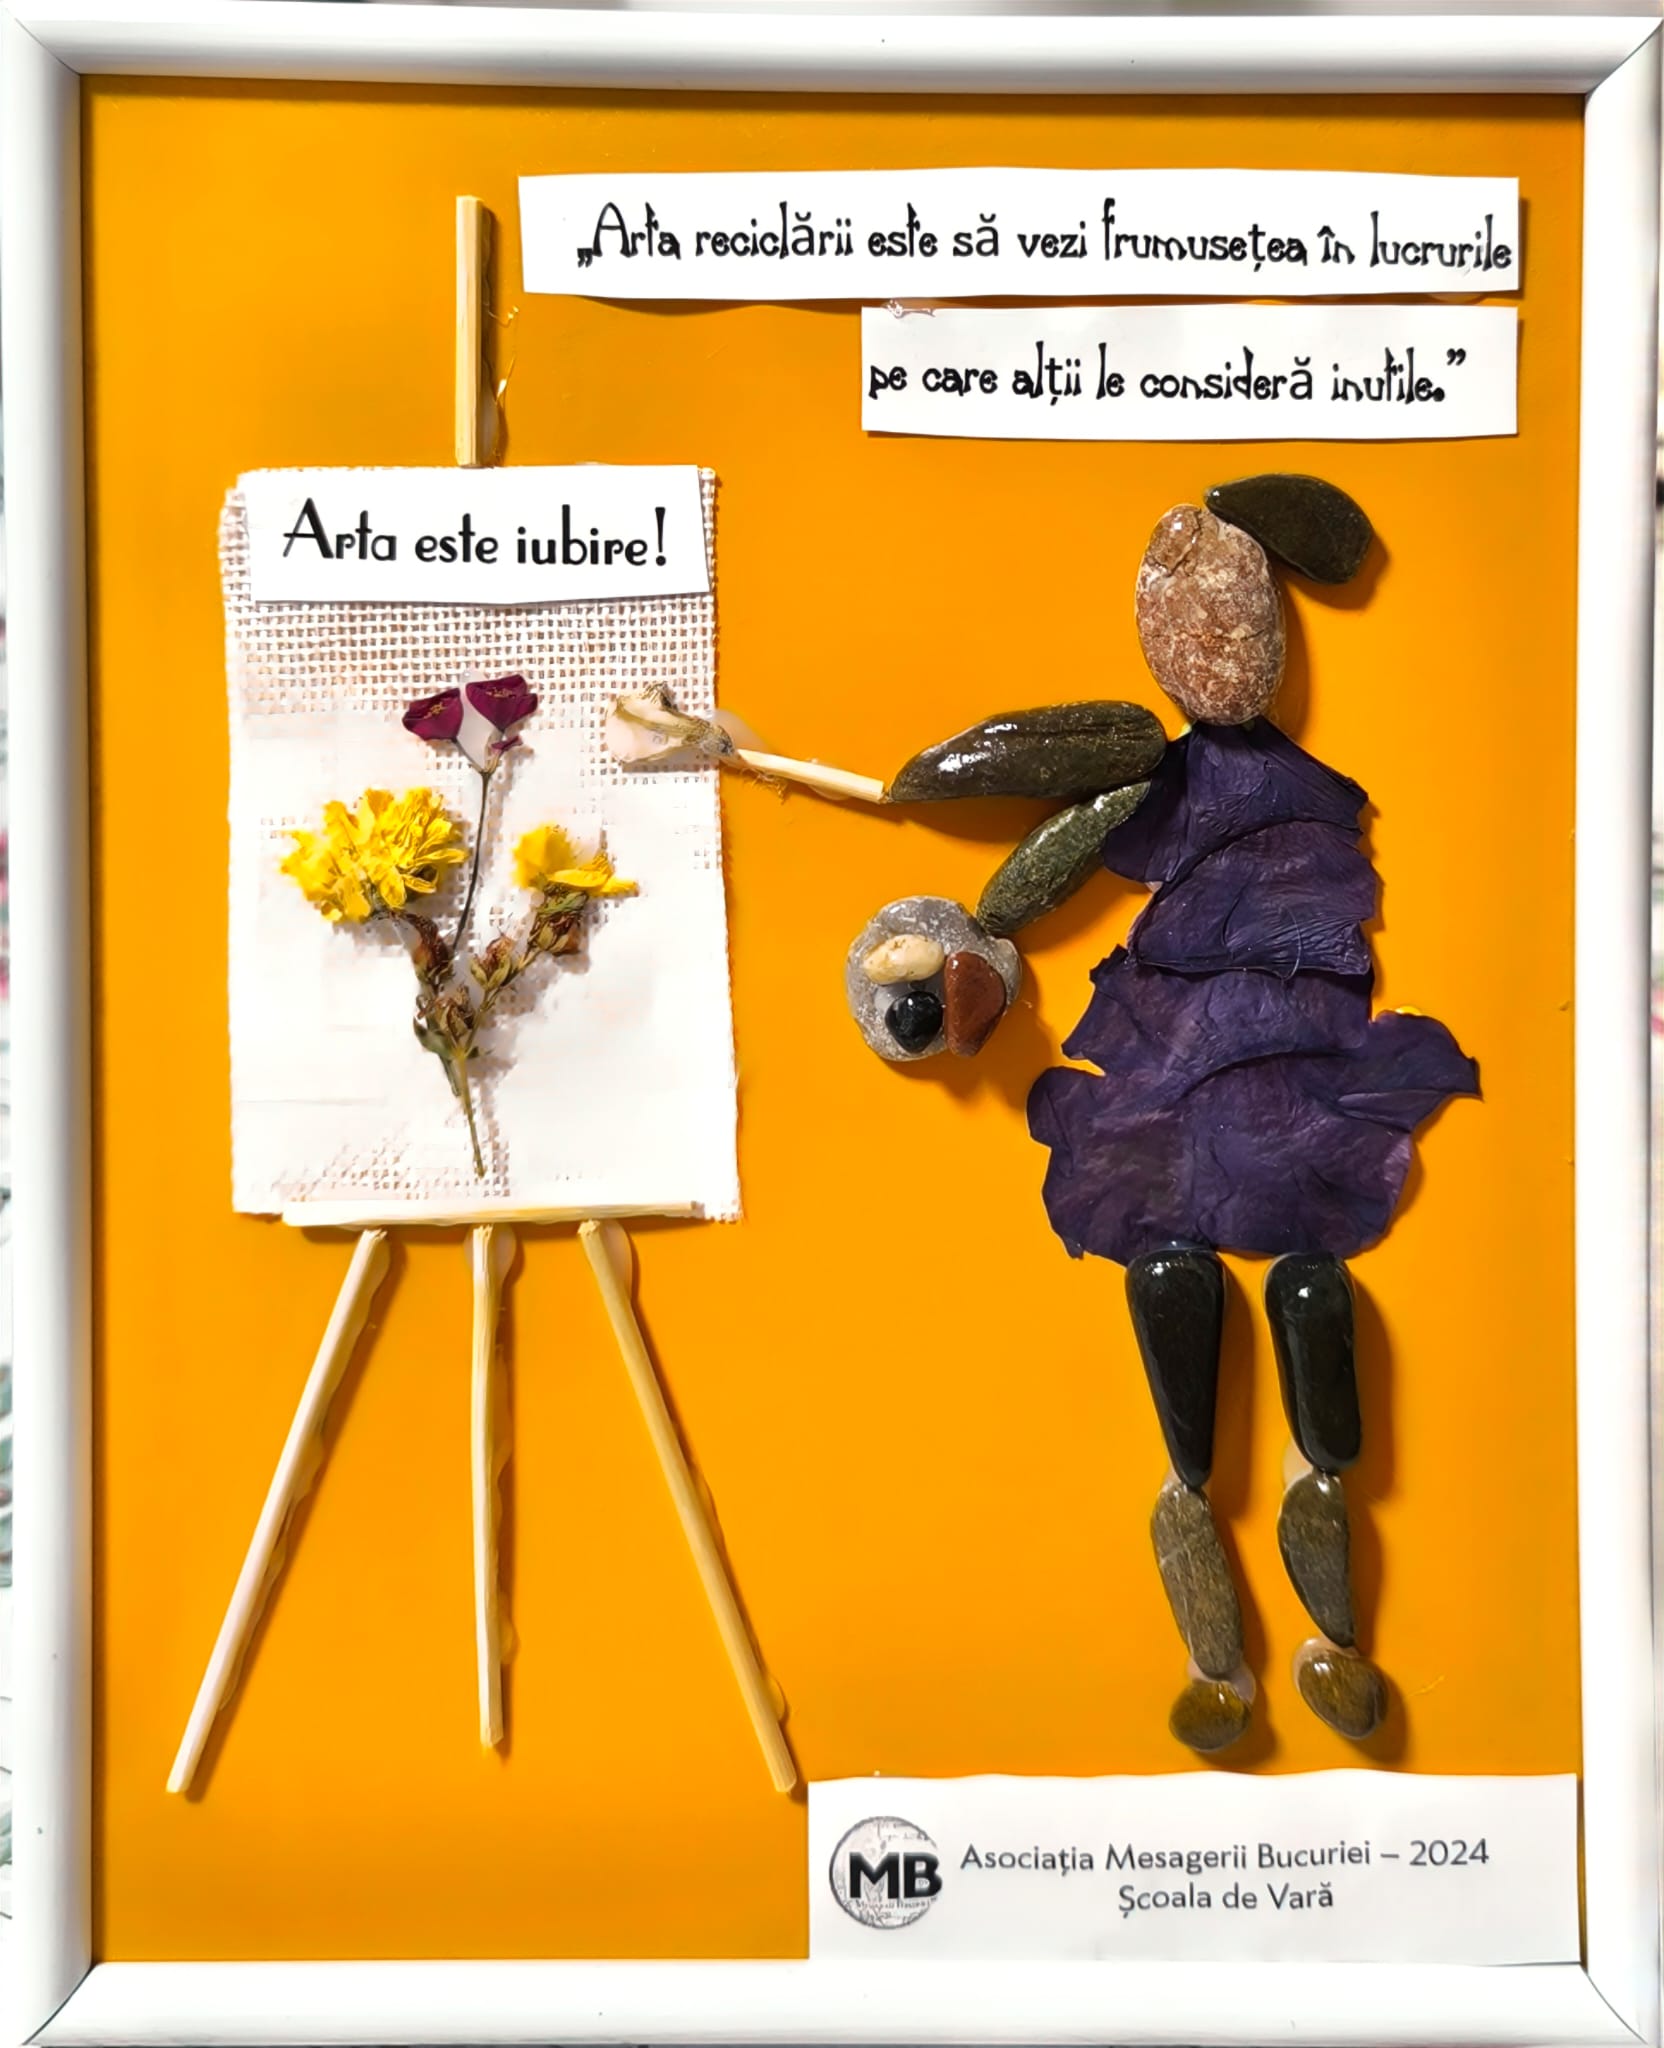 „Arta reciclării este să vezi frumusețea în lucrurile
pe care alții le consideră inutile.”
Arta este iubire!
MB
Asociația Mesagerii Bucuriei – 2024
Școala de Vară